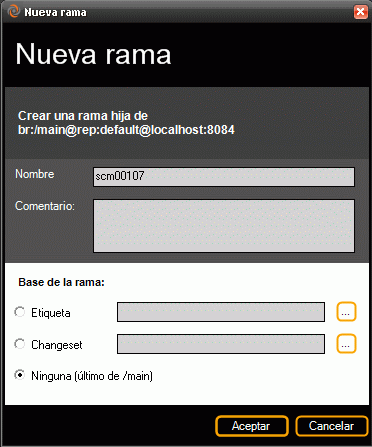 Nueva rama
Nueva rama
Crear una rama hija de
br:/main@rep:default@localhost:8084
Nombre
scm00107
Comentario:
Base de la rama:
Etiqueta
...
Changeset
...
Ninguna (último de /main)
Aceptar
Cancelar